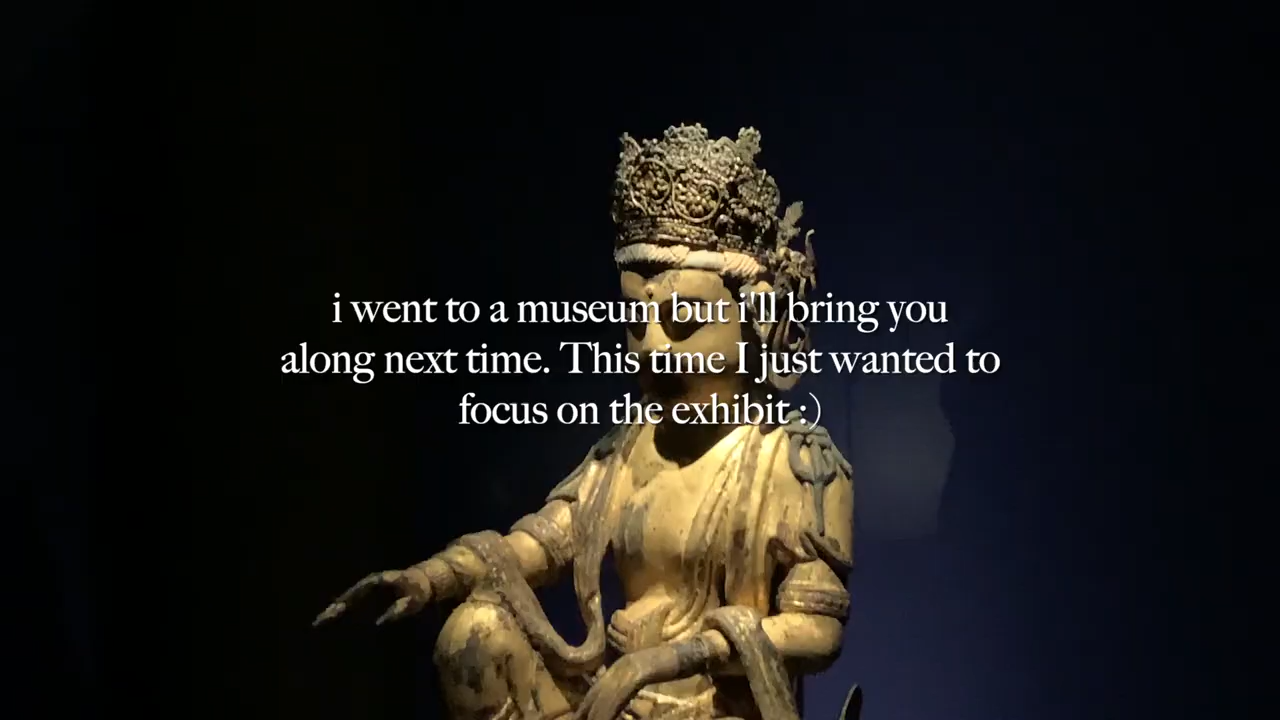 i went to a museum but i'll bring you
along next time. This time I just wanted to
focus on the exhibit :)